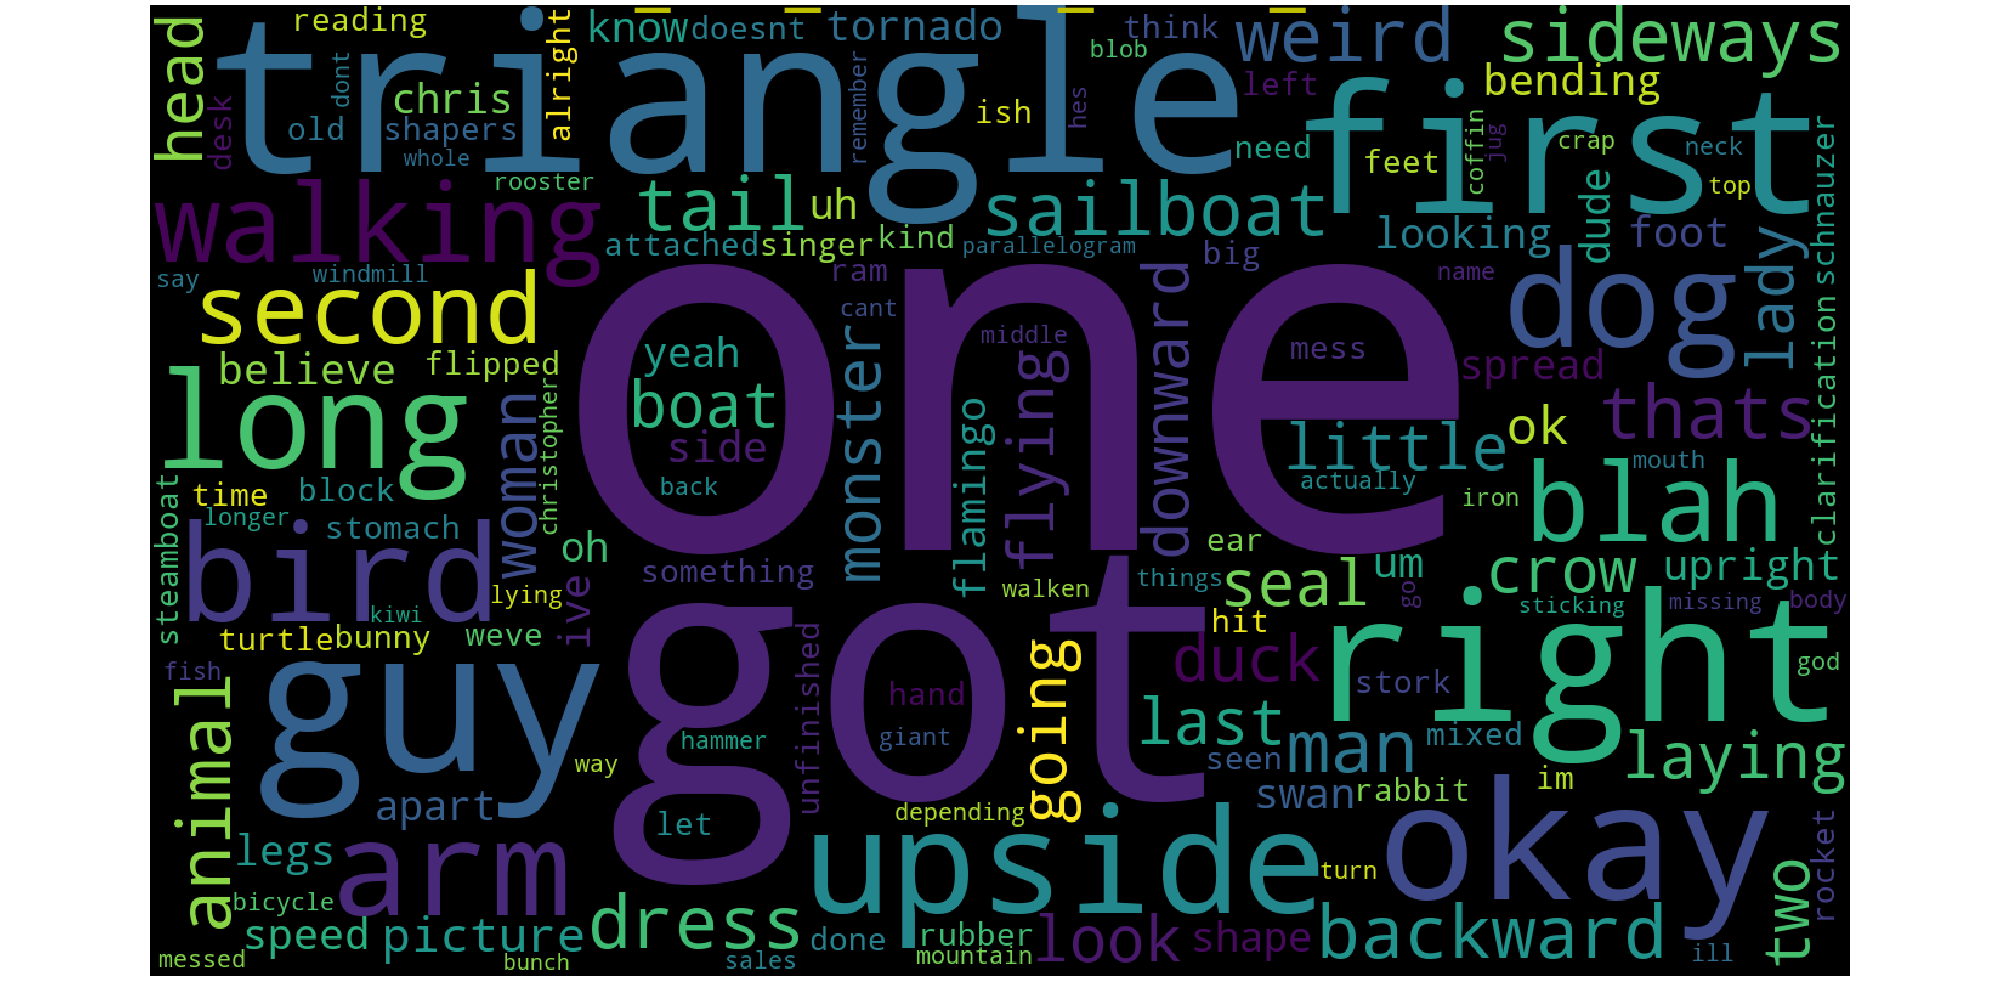 one
got
triangle
first
right
guy
upside
okay
long
bird
dog
arm
walking
second
blah
head
reading
desk
dont
old
chris
shapers
whole
alright
know
doesnt
tornado
think
blob
remember
ish
hes
weird
left
sideways
bending
need
feet
coffin
jug
crap
neck
top
dude
schnauzer
rooster
tail
uh
sailboat
attached
singer
kind
parallelogram
big
looking
foot
lady
say
windmill
ram
cant
name
believe
flipped
yeah
boat
side
back
monster
middle
flying
flamingo
downward
mess
spread
little
ok
thats
actually
iron
mouth
clarification
christopher
woman
time
block
longer
stomach
steamboat
oh
something
walken
things
ear
seal
um
crow
upright
sticking
missing
body
go
lying
kiwi
ive
turtle
bunny
weve
fish
hit
god
animal
unfinished
hand
giant
hammer
going
duck
stork
last
seen
man
mixed
laying
way
apart
let
depending
swan
rabbit
im
legs
bicycle
speed
picture
dress
done
rubber
mountain
look
shape
backward
turn
two
rocket
messed
bunch
sales
ill